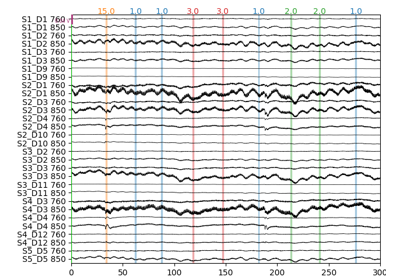 15.0 1.0 1.0 3.0 3.0 1.0 2.0 2.0 1.0
S1_D1 760
S1_D1 850
S1_D2 760
S1_D2 850
S1_D3 760
S1_D3 850
S1_D9 760
S1_D9 850
S2_D1 760
S2_D1 850
S2_D3 760
S2_D3 850
S2_D4 760
S2_D4 850
S2_D10 760
S2_D10 850
S3_D2 760
S3_D2 850
S3_D3 760
S3_D3 850
S3_D11 760
S3_D11 850
S4_D3 760
S4_D3 850
S4_D4 760
S4_D4 850
S4_D12 760
S4_D12 850
S5_D5 760
S5_D5 850
0 50 100 150 200 250 300